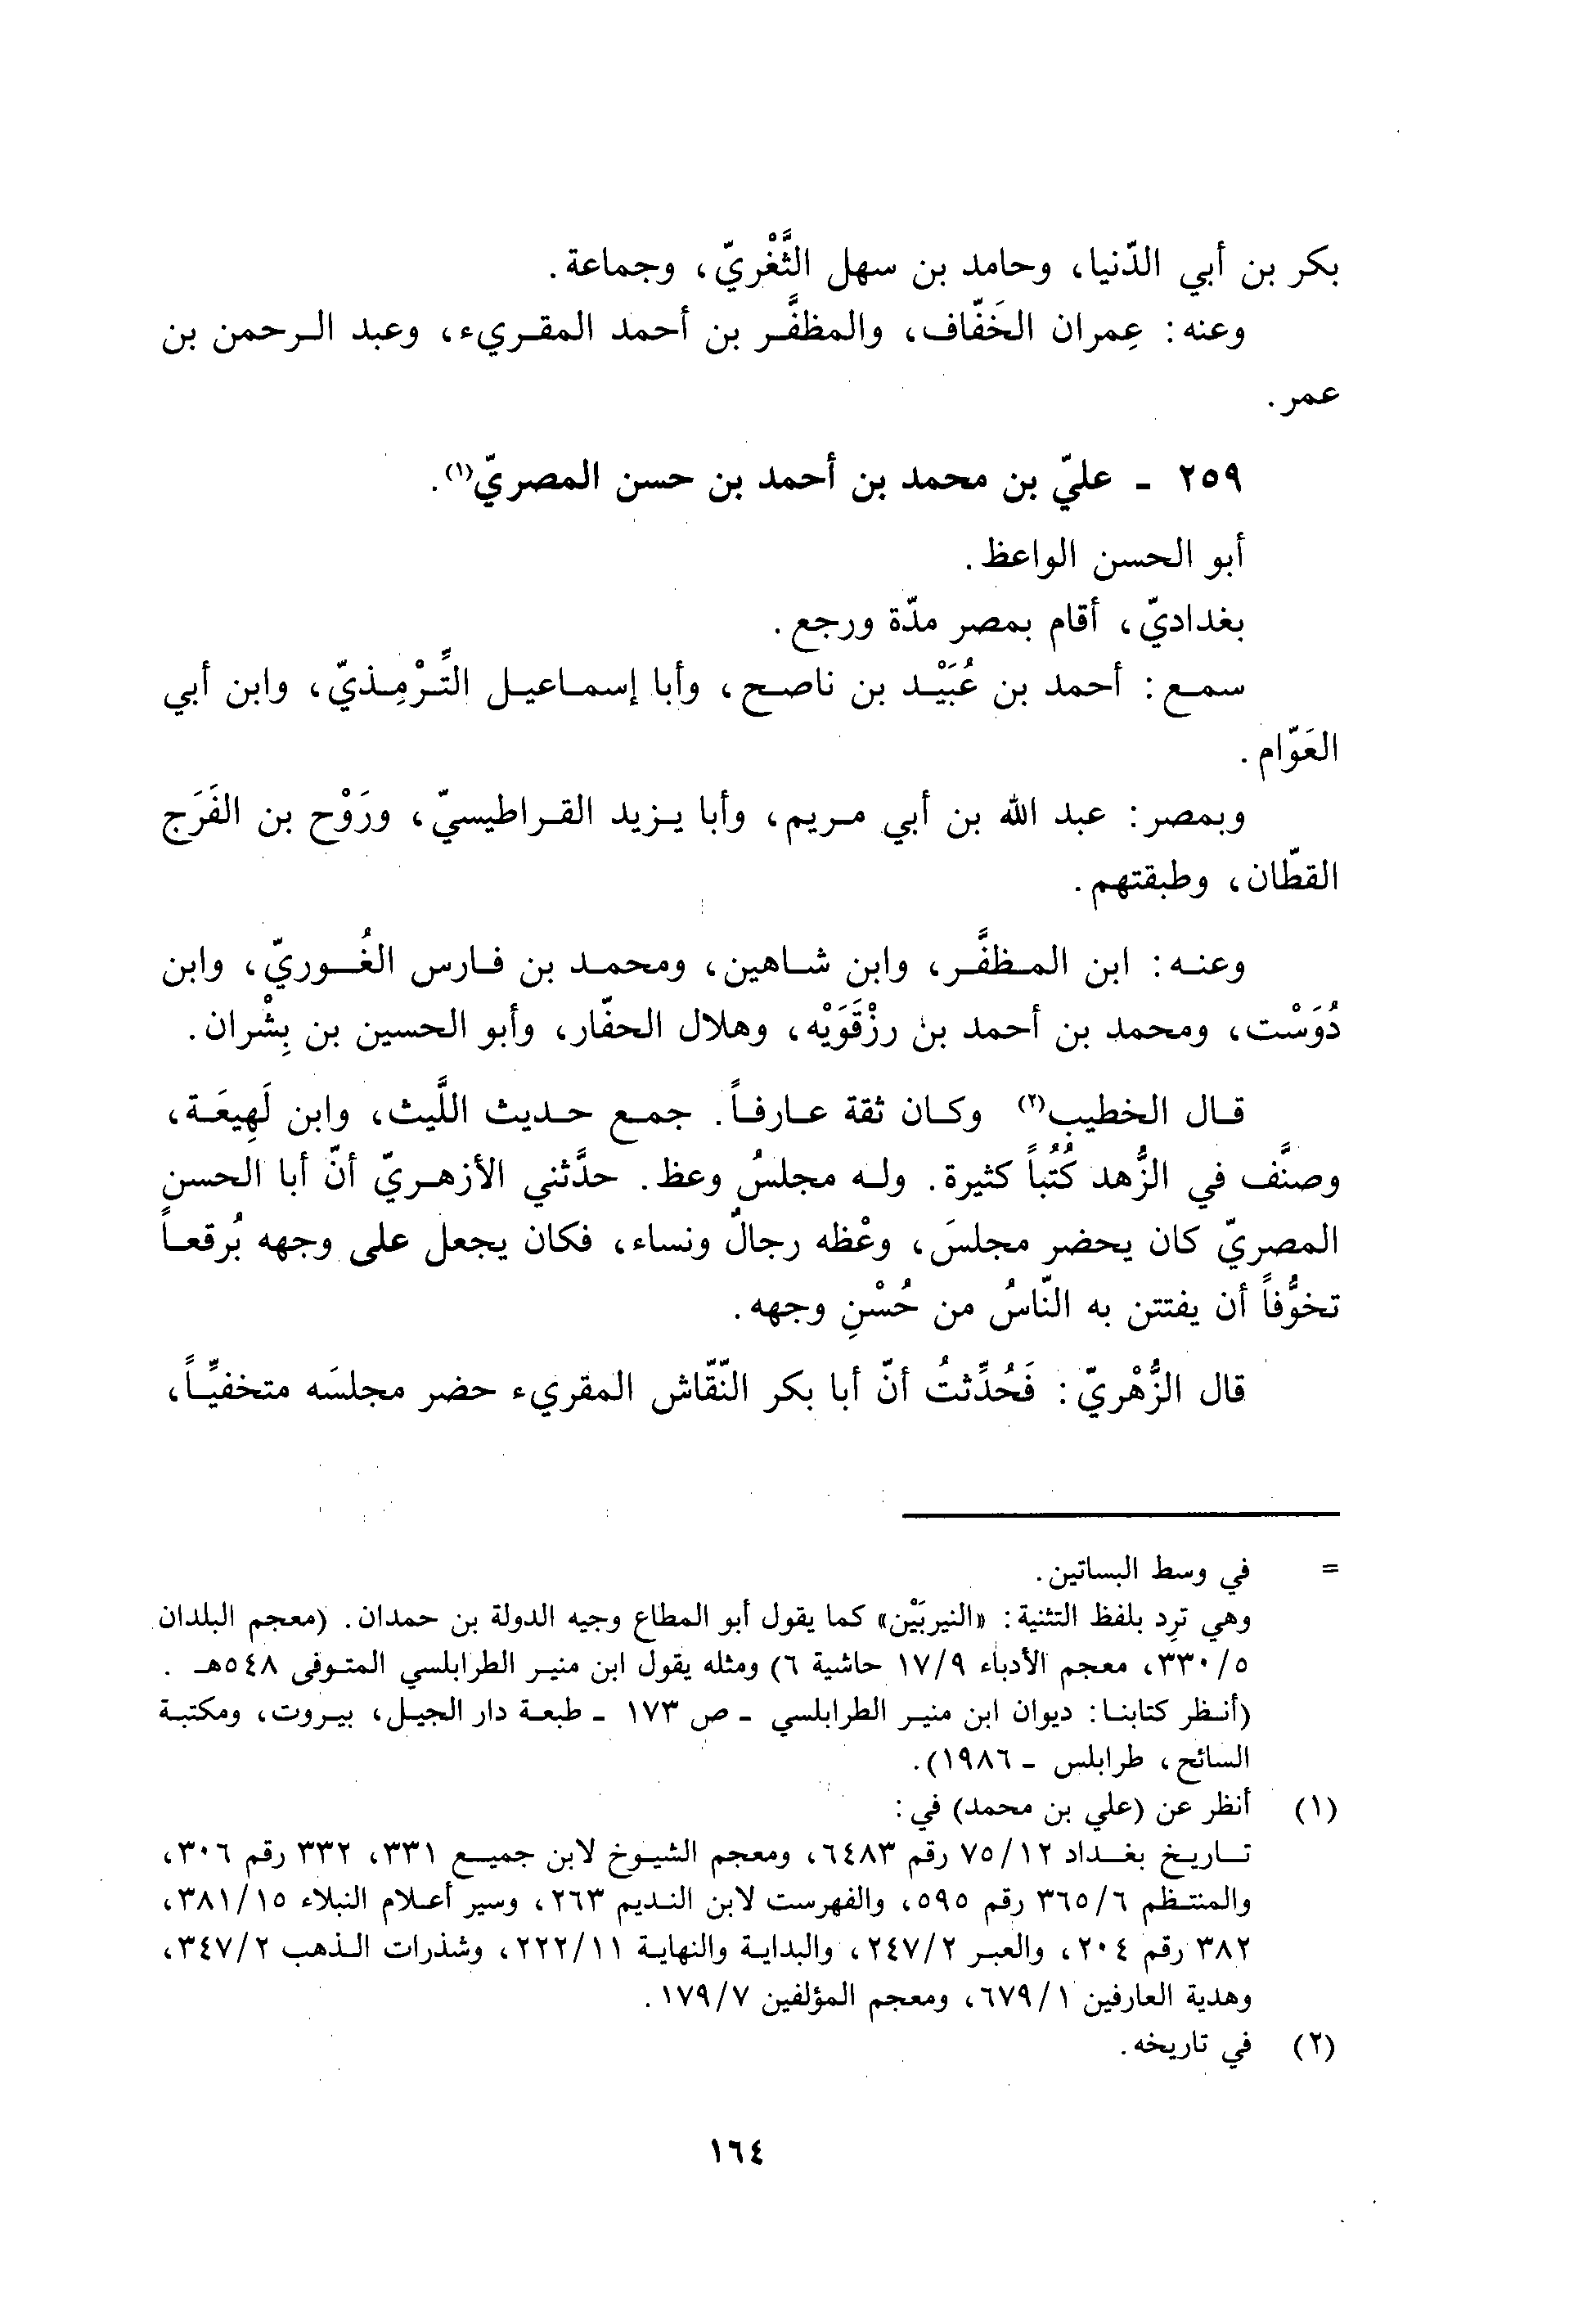 بكر بن أبي الدّنيا، وحامد بن سهل الثَّغْريّ، وجماعة.
وعنه: عِمران الخَفّاف، والمظفَّر بن أحمد المقريء، وعبد الرحمن بن
عمر.
٢٥٩ - عليّ بن محمد بن أحمد بن حسن المصريّ(١).
أبو الحسن الواعظ.
بغداديّ، أقام بمصر مدّة ورجع.
سمع: أحمد بن عُبَيْد بن ناصح، وأبا إسماعيل التِّرْمِذيّ، وابن أبي
العَوّام.
وبمصر: عبد الله بن أبي مريم، وأبا يزيد القراطيسيّ، ورَوْح بن الفَرَج
القطّان، وطبقتهم.
وعنه: ابن المظفَّر، وابن شاهين، ومحمد بن فارس الغُوريّ، وابن
دُوَسْت، ومحمد بن أحمد بن رزْقَوَيْه، وهلال الحفّار، وأبو الحسين بن بِشْران.
قال الخطيب(٢) وكان ثقة عارفاً. جمع حديث اللَّيث، وابن لَهِيعَة،
وصنَّف في الزُّهد كُتُباً كثيرة. وله مجلسُ وعظ. حدَّثني الأزهريّ أنّ أبا الحسن
المصريّ كان يحضر مجلسَ، وعْظه رجالٌ ونساء، فكان يجعل على وجهه بُرقعاً
تخوُّفاً أن يفتتن به النّاسُ من حُسْنِ وجهه.
قال الزُّهْريّ: فَحُدِّثتُ أنّ أبا بكر النّقّاش المقريء حضر مجلسَه متخفيِّاً،
= في وسط البساتين.
وهي ترِد بلفظ التثنية: «النيربَيْن» كما يقول أبو المطاع وجيه الدولة بن حمدان. (معجم البلدان
٥/٣٣٠، معجم الأدباء ١٧/٩ حاشية ٦) ومثله يقول ابن منير الطرابلسي المتوفى ٥٤٨هـ .
(أنظر كتابنا: ديوان ابن منير الطرابلسي - ص ١٧٣ - طبعة دار الجيل، بيروت، ومكتبة
السائح، طرابلس - ١٩٨٦).
(١) أنظر عن (علي بن محمد) في:
تاريخ بغداد ٧٥/١٢ رقم ٦٤٨٣، ومعجم الشيوخ لابن جميع ٣٣١، ٣٣٢ رقم ٣٠٦،
والمنتظم ٣٦٥/٦ رقم ٥٩٥، والفهرست لابن النديم ٢٦٣، وسير أعلام النبلاء ٣٨١/١٥،
٣٨٢ رقم ٢٠٤، والعبر ٢٤٧/٢، والبداية والنهاية ٢٢٢/١١، وشذرات الذهب ٣٤٧/٢،
وهدية العارفين ٦٧٩/١، ومعجم المؤلفين ١٧٩/٧.
(٢) في تاريخه.
١٦٤